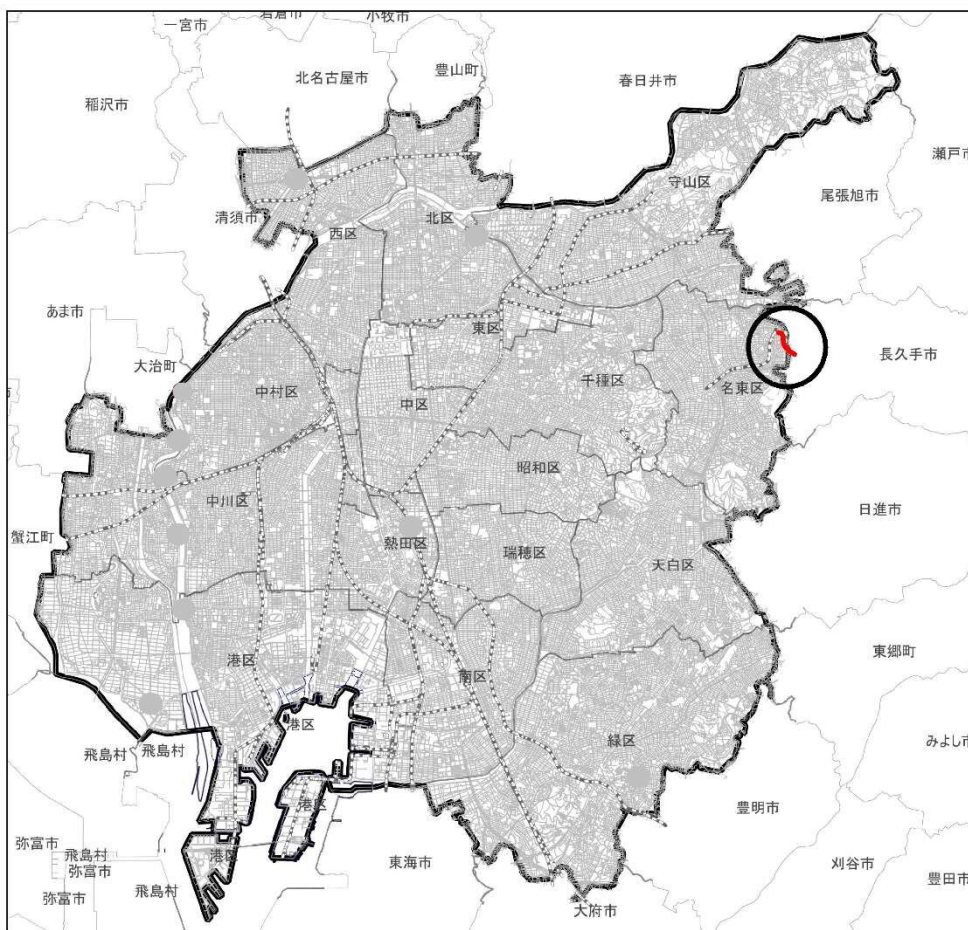 岩倉市
小牧市
一宮市
北名古屋市
豊山町
春日井市
稲沢市
瀬戸市
守山区
尾張旭市
清須市
西区
北区
あま市
東区
大治町
長久手市
千種区
名東区
中村区
中区
昭和区
中川区
日進市
蟹江町
熱田区
瑞穂区
天白区
東郷町
港区
南区
港区
緑区
みよし市
飛島村
飛島村
港区
豊明市
弥富市
飛島村
弥富市
港区
東海市
刈谷市
豊田市
弥富市
飛島村
大府市